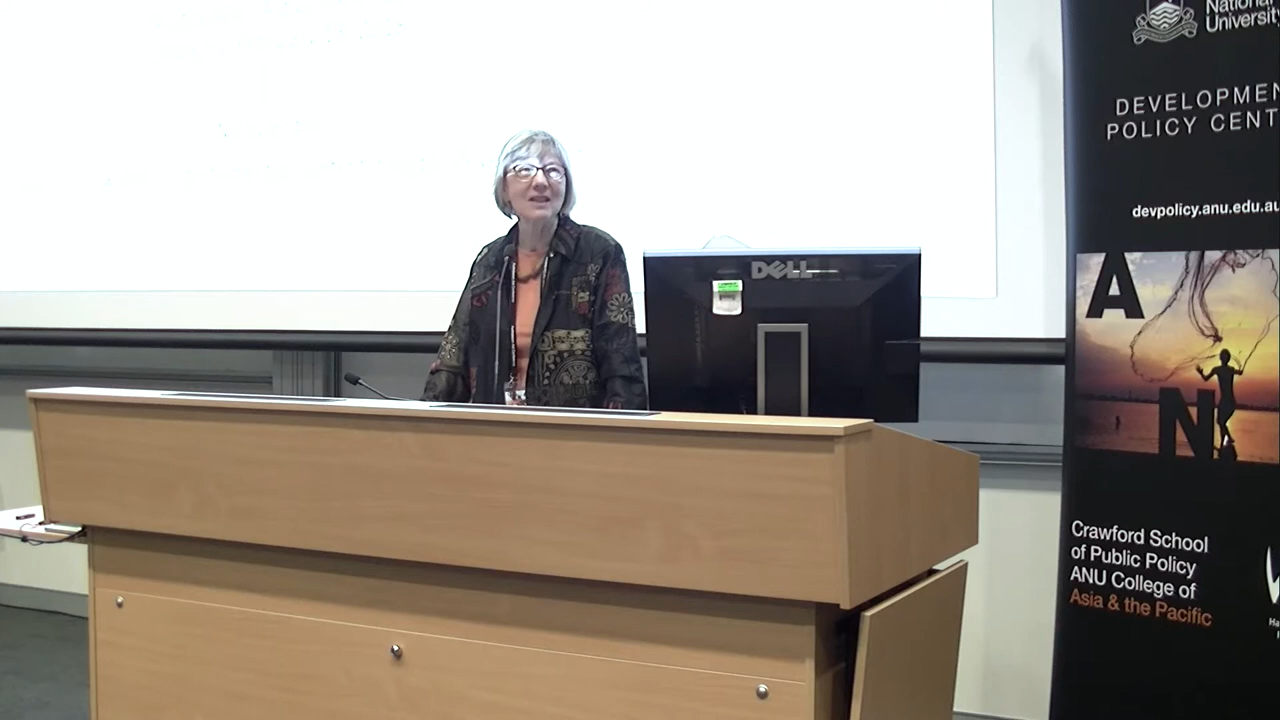 National
University
DEVELOPMEN
POLICY CENT
devpolicy.anu.edu.au
A
N
Crawford School
of Public Policy
ANU College of
Asia & the Pacific
DELL